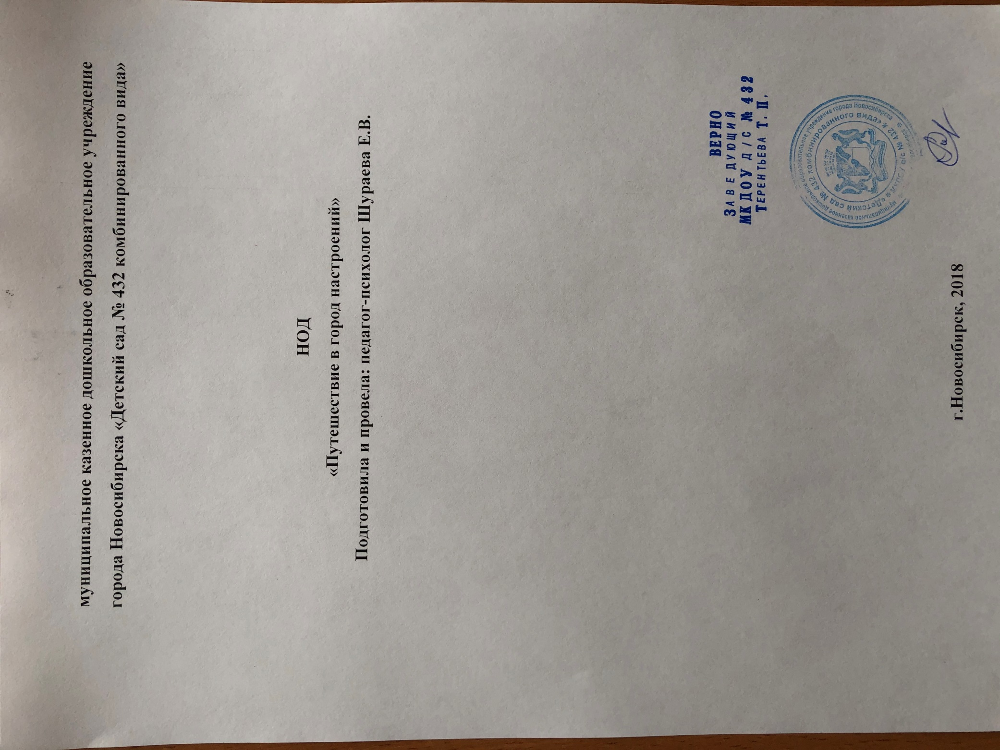 муниципальное казенное дошкольное образовательное учреждение
города Новосибирска «Детский сад № 432 комбинированного вида»
НОД
«Путешествие в город настроений»
Подготовила и провела: педагог-психолог Шураева Е.В.
ВЕРНО
ЗАВЕДУЮЩИЙ
МКДОУ Д/С № 432
ТЕРЕНТЬЕВА Т. П.
муниципальное казенное дошкольное образовательное учреждение города Новосибирска
«Детский сад № 432 комбинированного вида»
д/с № 432
г.Новосибирск, 2018